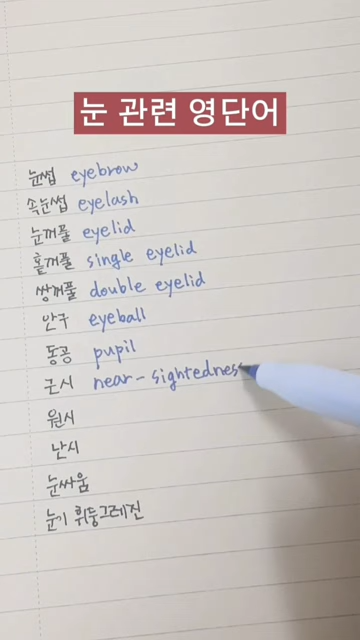 눈 관련 영단어
눈썹 eyebrow
속눈썹 eyelash
눈꺼풀 eyelid
홑꺼풀 single eyelid
쌍꺼풀 double eyelid
안구 eyeball
동공 pupil
근시 near-sightednes
원시
난시
눈싸움
눈이 휘둥그레진